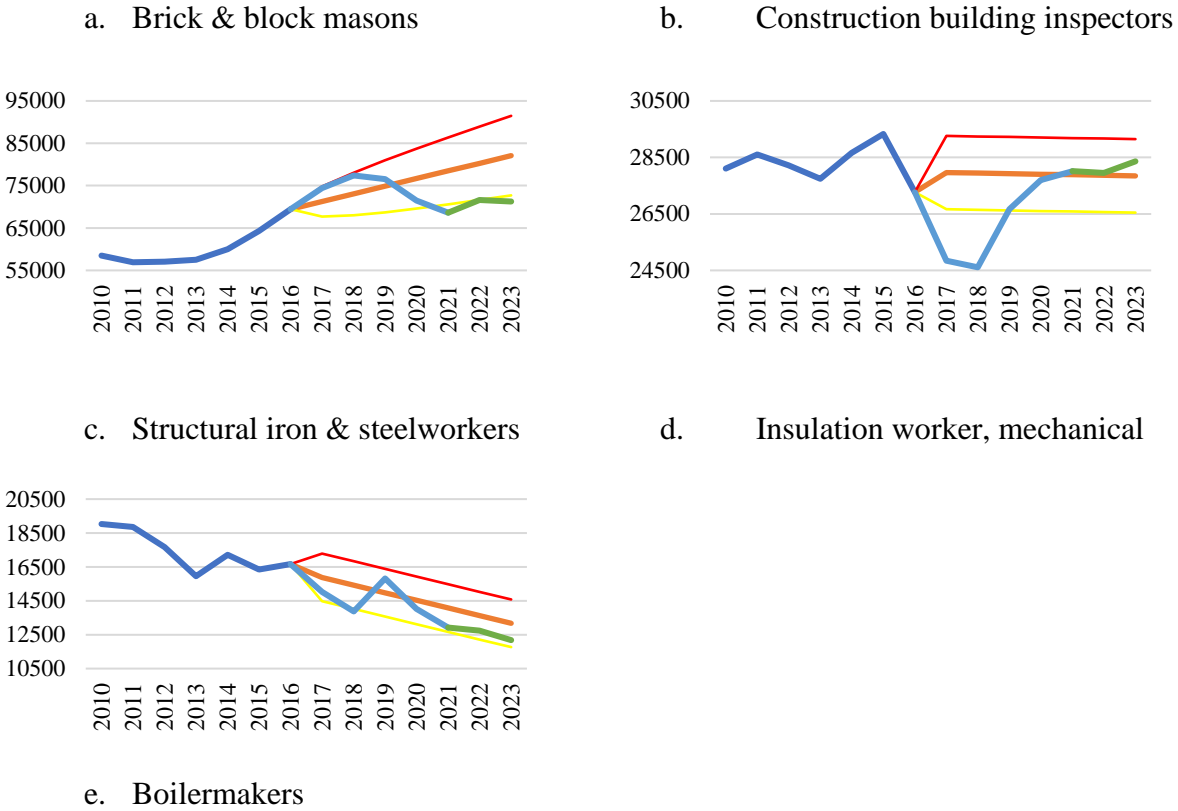 a. Brick & block masons
b. Construction building inspectors
95000
85000
75000
65000
55000
2010 2011 2012 2013 2014 2015 2016 2017 2018 2019 2020 2021 2022 2023
30500
28500
26500
24500
2010 2011 2012 2013 2014 2015 2016 2017 2018 2019 2020 2021 2022 2023
c. Structural iron & steelworkers
d. Insulation worker, mechanical
20500
18500
16500
14500
12500
10500
2010 2011 2012 2013 2014 2015 2016 2017 2018 2019 2020 2021 2022 2023
e. Boilermakers